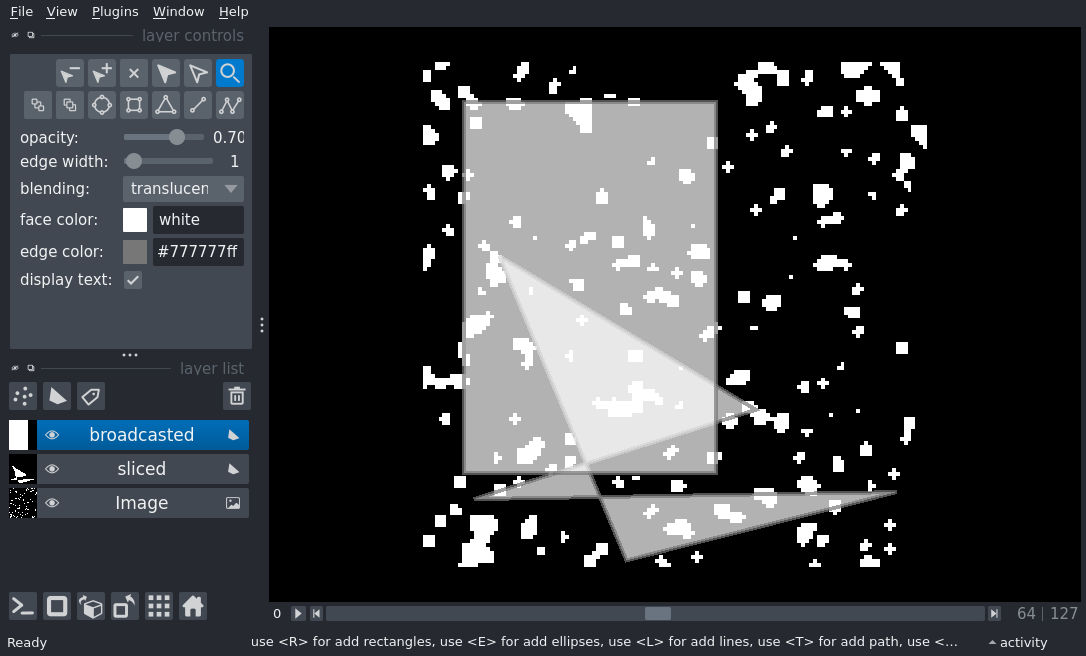 File View Plugins Window Help
layer controls
opacity: 0.70
edge width: 1
blending: translucen
face color: white
edge color: #777777ff
display text:
layer list
broadcasted
sliced
Image
0 64 127
Ready use <R> for add rectangles, use <E> for add ellipses, use <L> for add lines, use <T> for add path, use <… activity